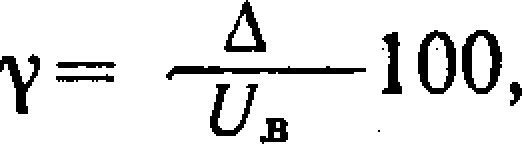 γ = Δ / U_в 100,